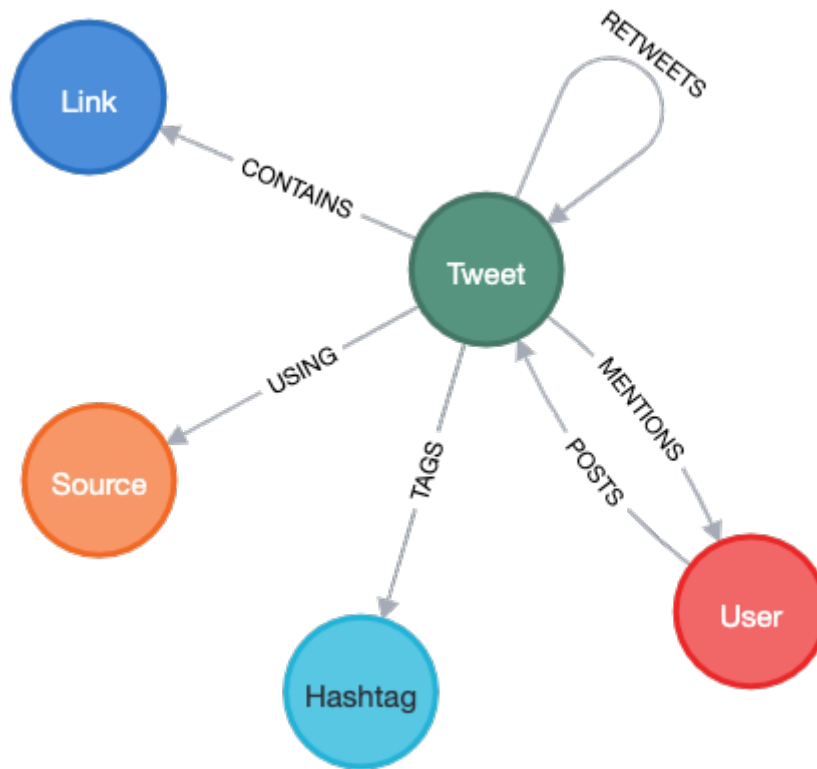 RETWEETS
Link
CONTAINS
Tweet
USING
MENTIONS
TAGS
POSTS
Source
User
Hashtag